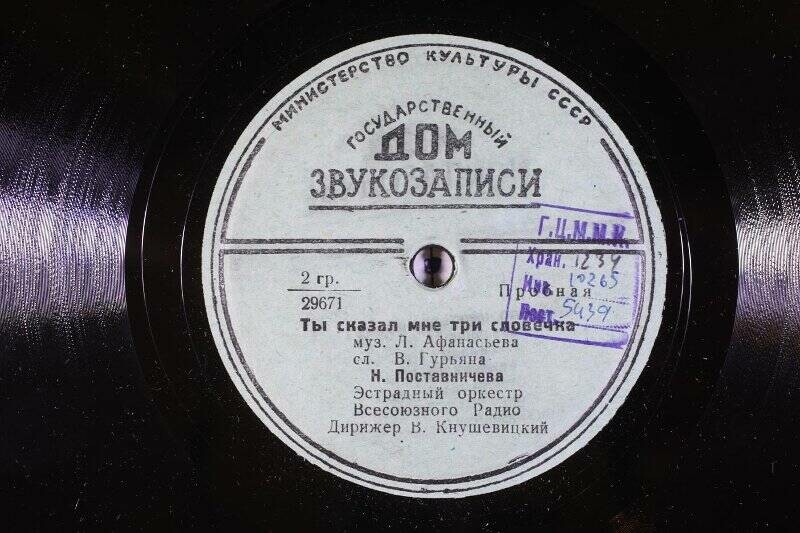 МИНИСТЕРСТВО КУЛЬТУРЫ СССР
ГОСУДАРСТВЕННЫЙ
ДОМ
ЗВУКОЗАПИСИ
Г.Ц.М.М.К.
Хран. 1234
Инв. 10265
Пост. 5439
2 гр.
29671
Пробная
Ты сказал мне три словечка
муз. Л. Афанасьева
сл. В. Гурьяна
Н. Поставничева
Эстрадный оркестр
Всесоюзного Радио
Дирижер В. Кнушевицкий